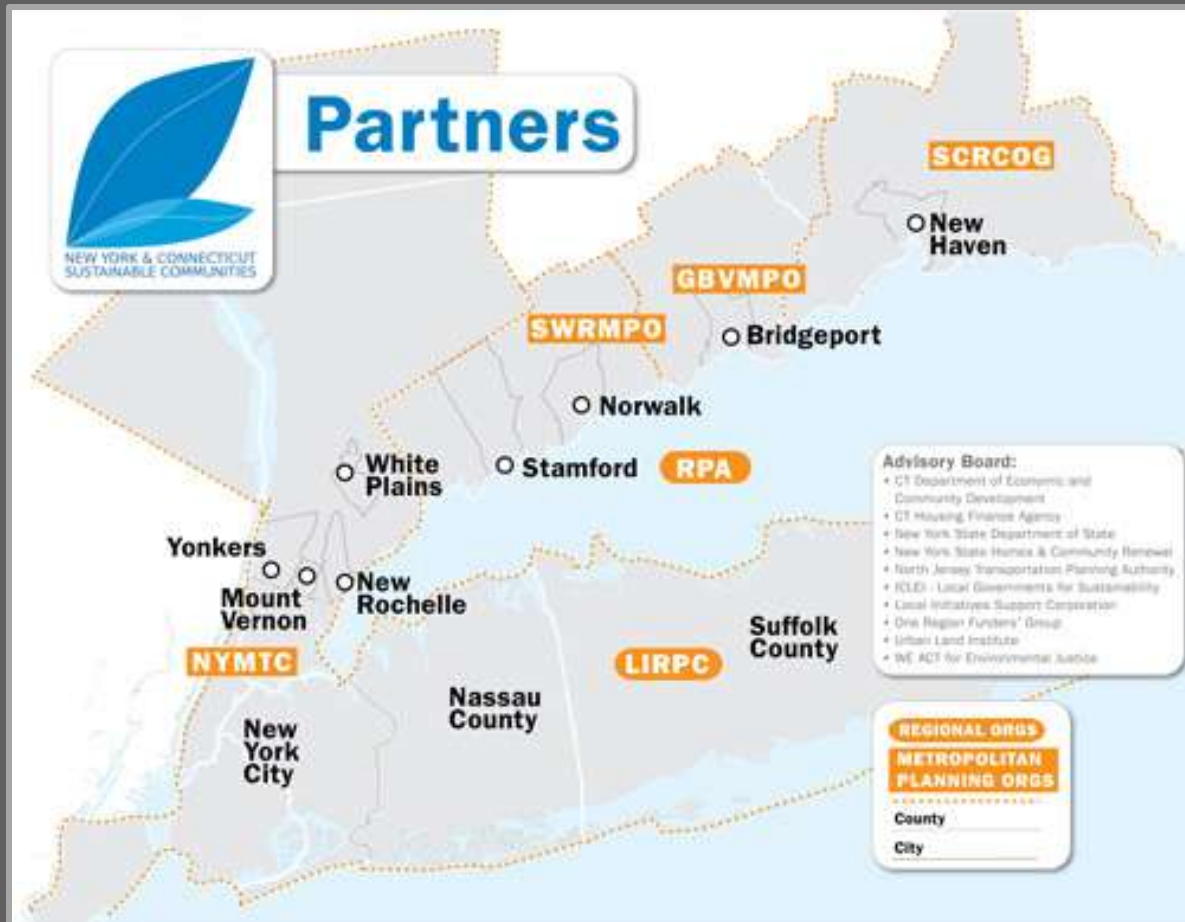 Partners
NEW YORK & CONNECTICUT
SUSTAINABLE COMMUNITIES
SCRCOG
New
Haven
GBVMPO
SWRMPO
Bridgeport
Norwalk
White
Plains
Stamford
RPA
Yonkers
Mount
Vernon
New
Rochelle
NYMTC
LIRPC
Suffolk
County
Nassau
County
New
York
City
Advisory Board:
• CT Department of Economic and
Community Development
• CT Housing Finance Agency
• New York State Department of State
• New York State Homes & Community Renewal
• North Jersey Transportation Planning Authority
• ICLEI - Local Governments for Sustainability
• Local Initiatives Support Corporation
• One Region Funders' Group
• Urban Land Institute
• WE ACT for Environmental Justice
REGIONAL ORGS
METROPOLITAN
PLANNING ORGS
County
City